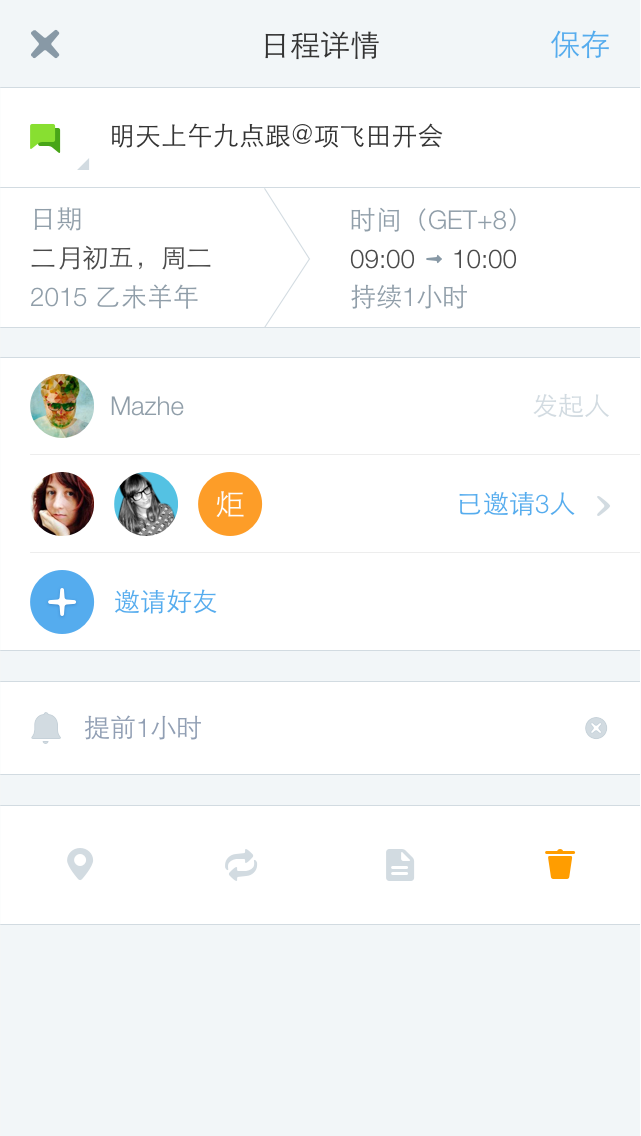 日程详情
保存
明天上午九点跟@项飞田开会
日期
二月初五，周二
2015 乙未羊年
时间（GET+8）
09:00 → 10:00
持续1小时
Mazhe
发起人
炬
已邀请3人
邀请好友
提前1小时